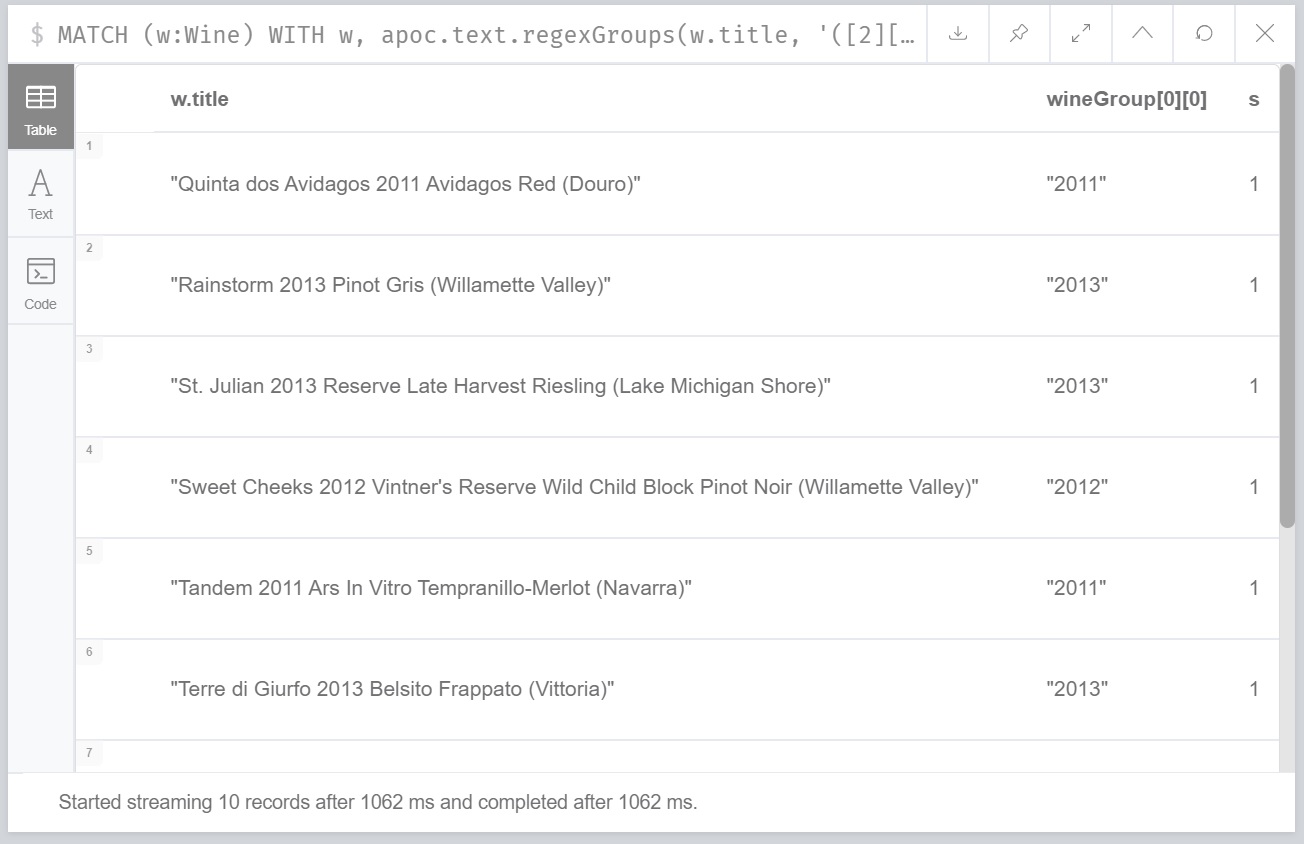 $ MATCH (w:Wine) WITH w, apoc.text.regexGroups(w.title, '([2][…
Table
Text
Code
w.title wineGroup[0][0] s
1
"Quinta dos Avidagos 2011 Avidagos Red (Douro)" "2011" 1
2
"Rainstorm 2013 Pinot Gris (Willamette Valley)" "2013" 1
3
"St. Julian 2013 Reserve Late Harvest Riesling (Lake Michigan Shore)" "2013" 1
4
"Sweet Cheeks 2012 Vintner's Reserve Wild Child Block Pinot Noir (Willamette Valley)" "2012" 1
5
"Tandem 2011 Ars In Vitro Tempranillo-Merlot (Navarra)" "2011" 1
6
"Terre di Giurfo 2013 Belsito Frappato (Vittoria)" "2013" 1
7
Started streaming 10 records after 1062 ms and completed after 1062 ms.